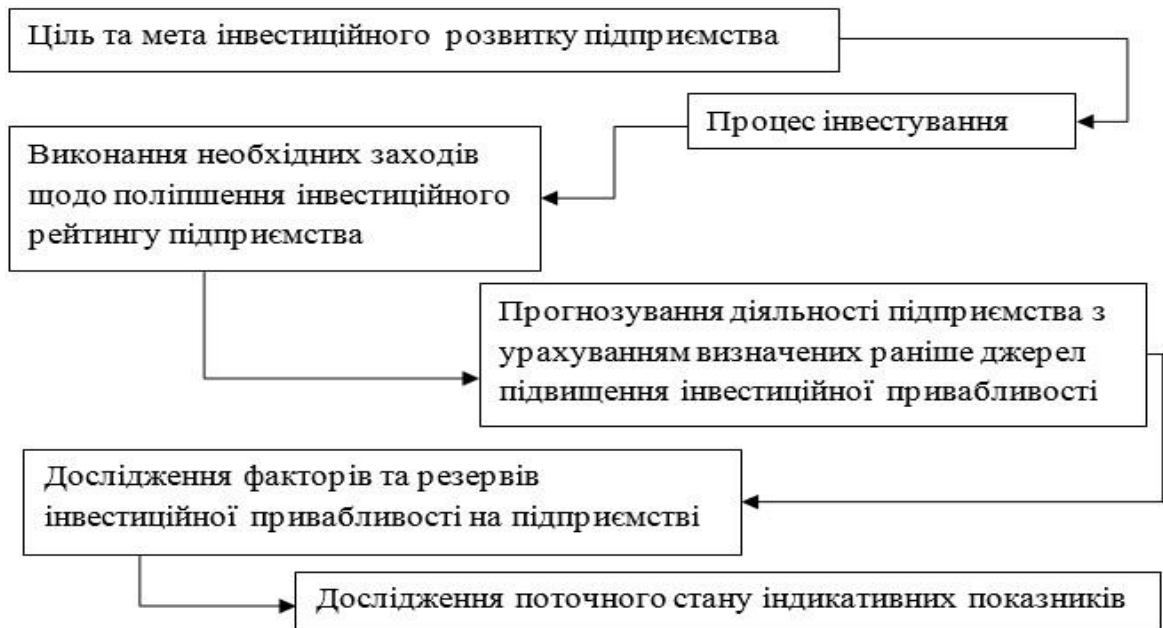 Ціль та мета інвестиційного розвитку підприємства
Процес інвестування
Виконання необхідних заходів
щодо поліпшення інвестиційного
рейтингу підприємства
Прогнозування діяльності підприємства з
урахуванням визначених раніше джерел
підвищення інвестиційної привабливості
Дослідження факторів та резервів
інвестиційної привабливості на підприємстві
Дослідження поточного стану індикативних показників